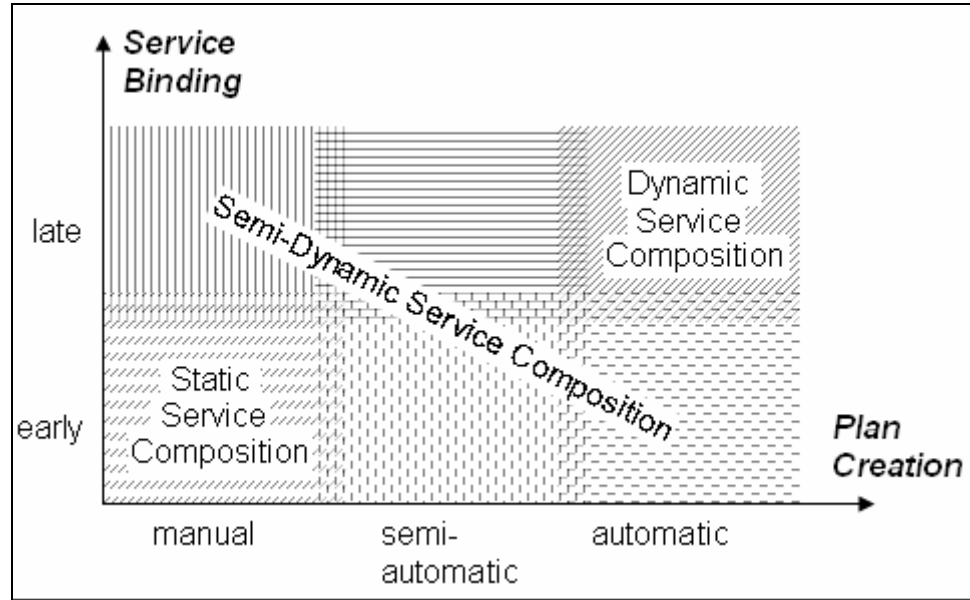 Service
Binding
late
Dynamic
Service
Composition
Semi-Dynamic Service Composition
early
Static
Service
Composition
Plan
Creation
manual
semi-
automatic
automatic